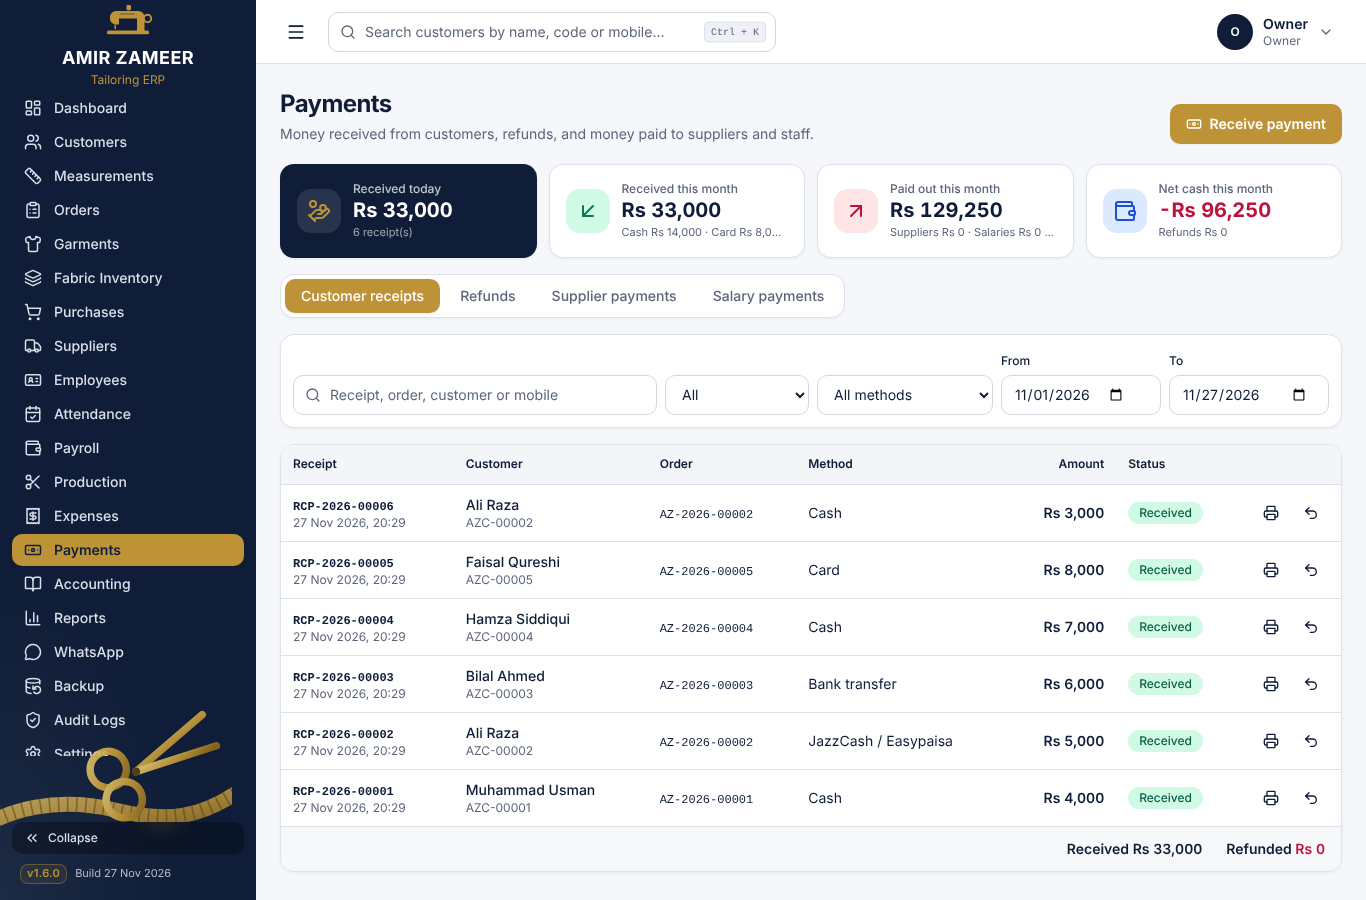 AMIR ZAMEER
Tailoring ERP
Dashboard
Customers
Measurements
Orders
Garments
Fabric Inventory
Purchases
Suppliers
Employees
Attendance
Payroll
Production
Expenses
Payments
Accounting
Reports
WhatsApp
Backup
Audit Logs
Settings
Collapse
v1.6.0 Build 27 Nov 2026
Search customers by name, code or mobile... Ctrl + K
O Owner
Owner
Payments
Money received from customers, refunds, and money paid to suppliers and staff.
Receive payment
Received today
Rs 33,000
6 receipt(s)
Received this month
Rs 33,000
Cash Rs 14,000 · Card Rs 8,0...
Paid out this month
Rs 129,250
Suppliers Rs 0 · Salaries Rs 0 ...
Net cash this month
-Rs 96,250
Refunds Rs 0
Customer receipts Refunds Supplier payments Salary payments
From To
Receipt, order, customer or mobile All All methods 11/01/2026 11/27/2026
Receipt Customer Order Method Amount Status
RCP-2026-00006 Ali Raza AZ-2026-00002 Cash Rs 3,000 Received
27 Nov 2026, 20:29 AZC-00002
RCP-2026-00005 Faisal Qureshi AZ-2026-00005 Card Rs 8,000 Received
27 Nov 2026, 20:29 AZC-00005
RCP-2026-00004 Hamza Siddiqui AZ-2026-00004 Cash Rs 7,000 Received
27 Nov 2026, 20:29 AZC-00004
RCP-2026-00003 Bilal Ahmed AZ-2026-00003 Bank transfer Rs 6,000 Received
27 Nov 2026, 20:29 AZC-00003
RCP-2026-00002 Ali Raza AZ-2026-00002 JazzCash / Easypaisa Rs 5,000 Received
27 Nov 2026, 20:29 AZC-00002
RCP-2026-00001 Muhammad Usman AZ-2026-00001 Cash Rs 4,000 Received
27 Nov 2026, 20:29 AZC-00001
Received Rs 33,000 Refunded Rs 0